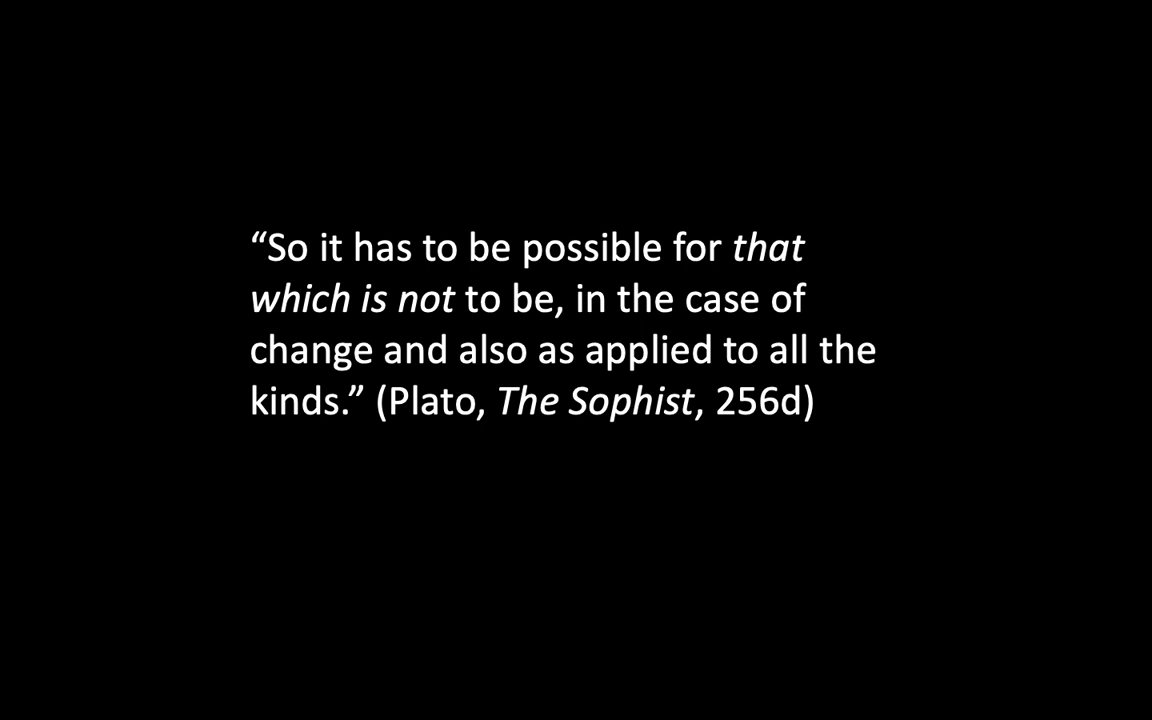 “So it has to be possible for that
which is not to be, in the case of
change and also as applied to all the
kinds.” (Plato, The Sophist, 256d)